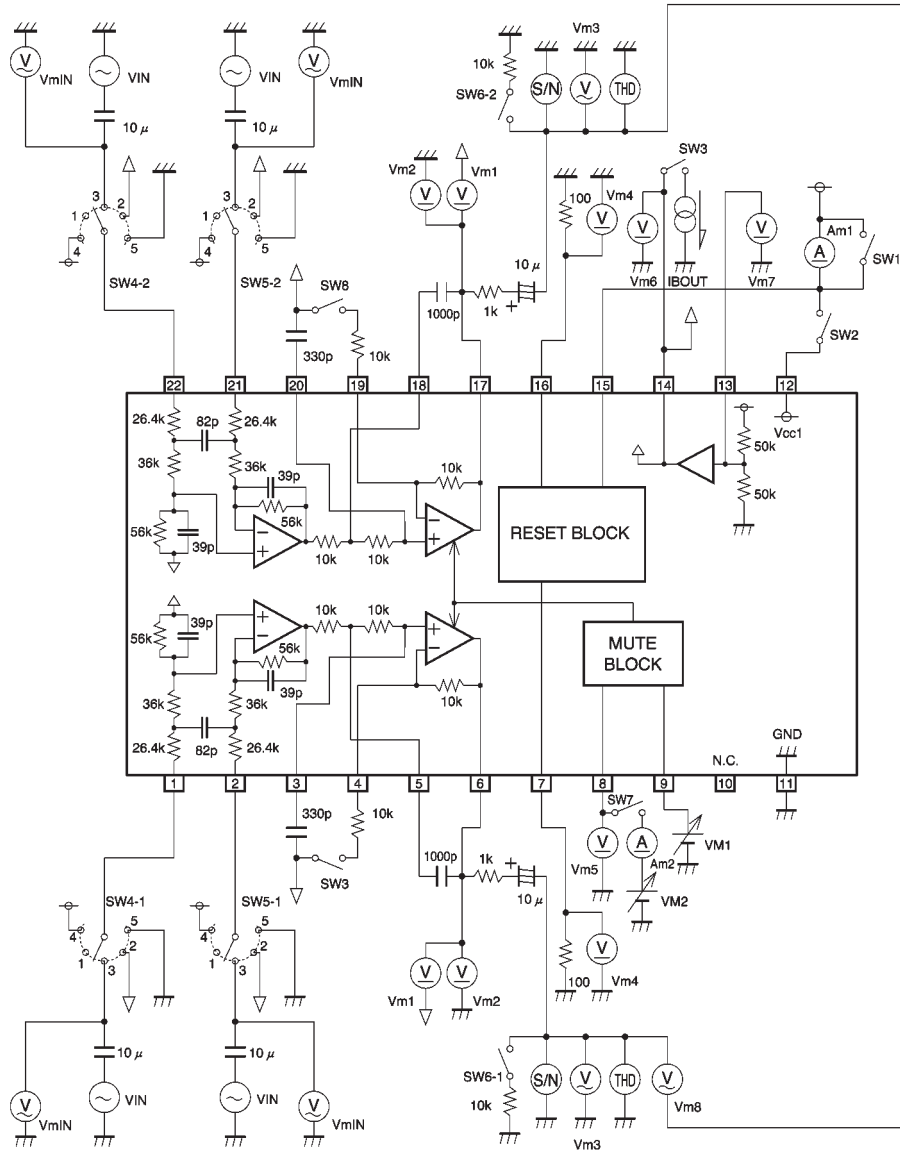 Vm3
10k
S/N
V
THD
SW6-2
V
VmIN
VIN
10 μ
VIN
10 μ
V
VmIN
SW3
Vm2
Vm1
V
V
100
Vm4
V
V
Vm6
IBOUT
V
Vm7
Am1
A
SW1
3
1
2
4
5
SW4-2
3
1
2
4
5
SW5-2
SW8
330p
10k
1000p
1k
10 μ
+
SW2
22
21
20
19
18
17
16
15
14
13
12
26.4k
82p
26.4k
36k
36k
39p
56k
56k
39p
10k
10k
10k
RESET BLOCK
50k
50k
Vcc1
−
+
−
+
39p
56k
10k
10k
+
−
+
−
56k
39p
10k
MUTE
BLOCK
36k
36k
82p
26.4k
26.4k
GND
N.C.
1
2
3
4
5
6
7
8
9
10
11
330p
10k
SW3
1000p
1k
+
10 μ
SW7
V
Vm5
A
Am2
VM1
VM2
SW4-1
4
5
1
2
3
SW5-1
4
5
1
2
3
V
V
Vm1
Vm2
100
V
Vm4
10 μ
10 μ
V
VmIN
VIN
VIN
V
VmIN
SW6-1
10k
S/N
V
THD
V
Vm8
Vm3